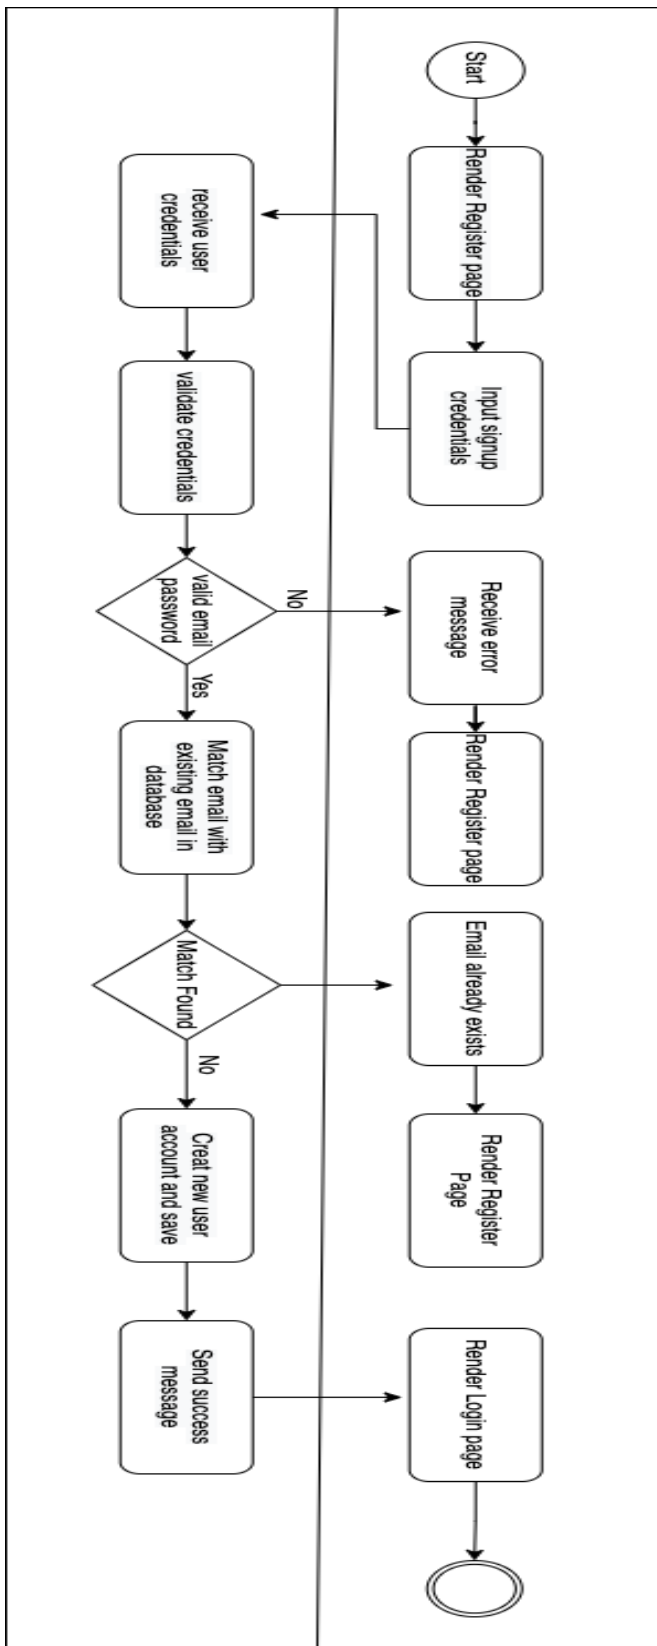 Start
Render Register page
Input signup
credentials
Receive error
message
Render Register page
Email already exists
Render Register
Page
Render Login page
receive user
credentials
validate credentials
valid email
password
No
Yes
Match email with
existing email in
database
Match Found
No
Creat new user
account and save
Send success
message